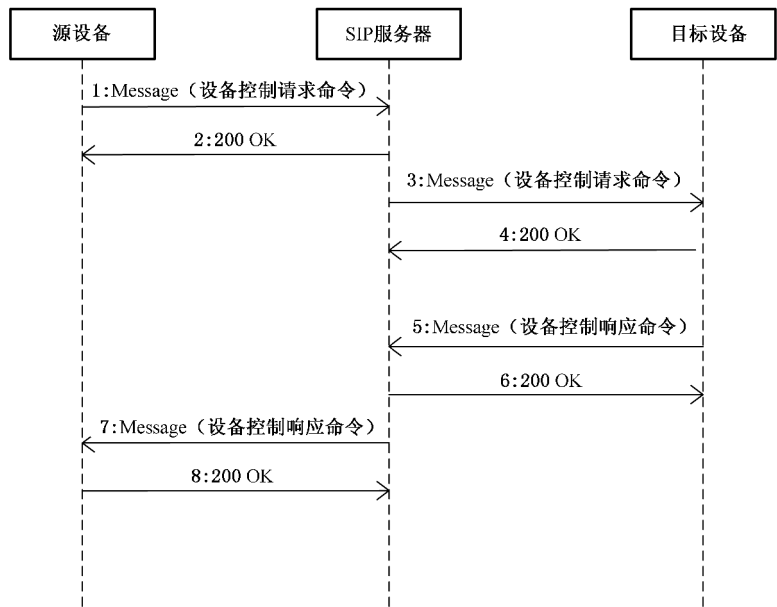 源设备
SIP服务器
目标设备
1:Message（设备控制请求命令）
2:200 OK
3:Message（设备控制请求命令）
4:200 OK
5:Message（设备控制响应命令）
6:200 OK
7:Message（设备控制响应命令）
8:200 OK